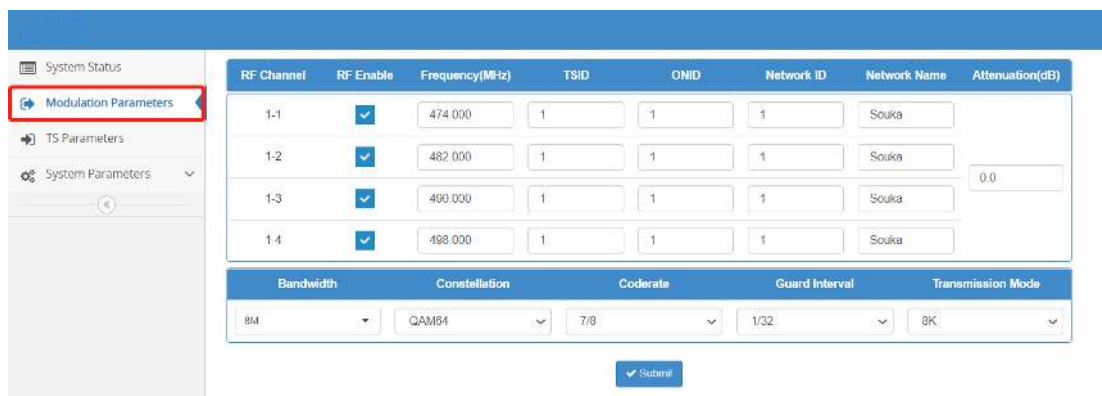 System Status
Modulation Parameters
TS Parameters
System Parameters
RF Channel RF Enable Frequency(MHz) TSID ONID Network ID Network Name Attenuation(dB)
1-1 474.000 1 1 1 Souka
1-2 482.000 1 1 1 Souka
0.0
1-3 490.000 1 1 1 Souka
1-4 498.000 1 1 1 Souka
Bandwidth Constellation Coderate Guard Interval Transmission Mode
8M QAM64 7/8 1/32 8K
Submit